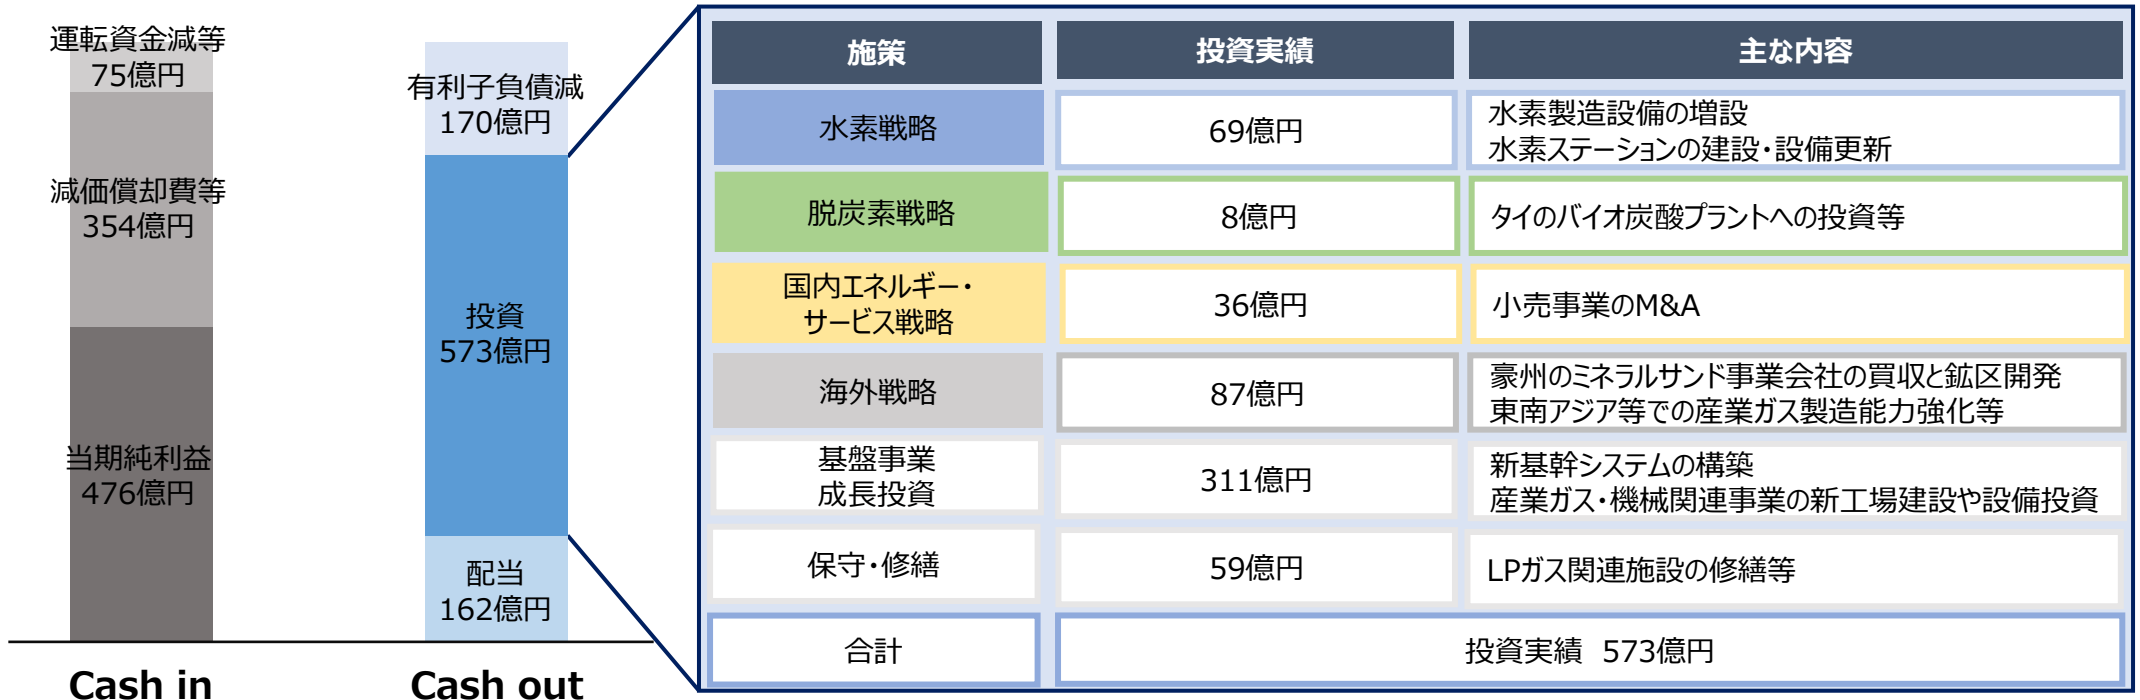 運転資金減等
75億円
減価償却費等
354億円
当期純利益
476億円
Cash in
有利子負債減
170億円
投資
573億円
配当
162億円
Cash out
施策 投資実績 主な内容
水素戦略 69億円 水素製造設備の増設
水素ステーションの建設・設備更新
脱炭素戦略 8億円 タイのバイオ炭酸プラントへの投資等
国内エネルギー・
サービス戦略 36億円 小売事業のM&A
海外戦略 87億円 豪州のミネラルサンド事業会社の買収と鉱区開発
東南アジア等での産業ガス製造能力強化等
基盤事業
成長投資 311億円 新基幹システムの構築
産業ガス・機械関連事業の新工場建設や設備投資
保守・修繕 59億円 LPガス関連施設の修繕等
合計 投資実績 573億円